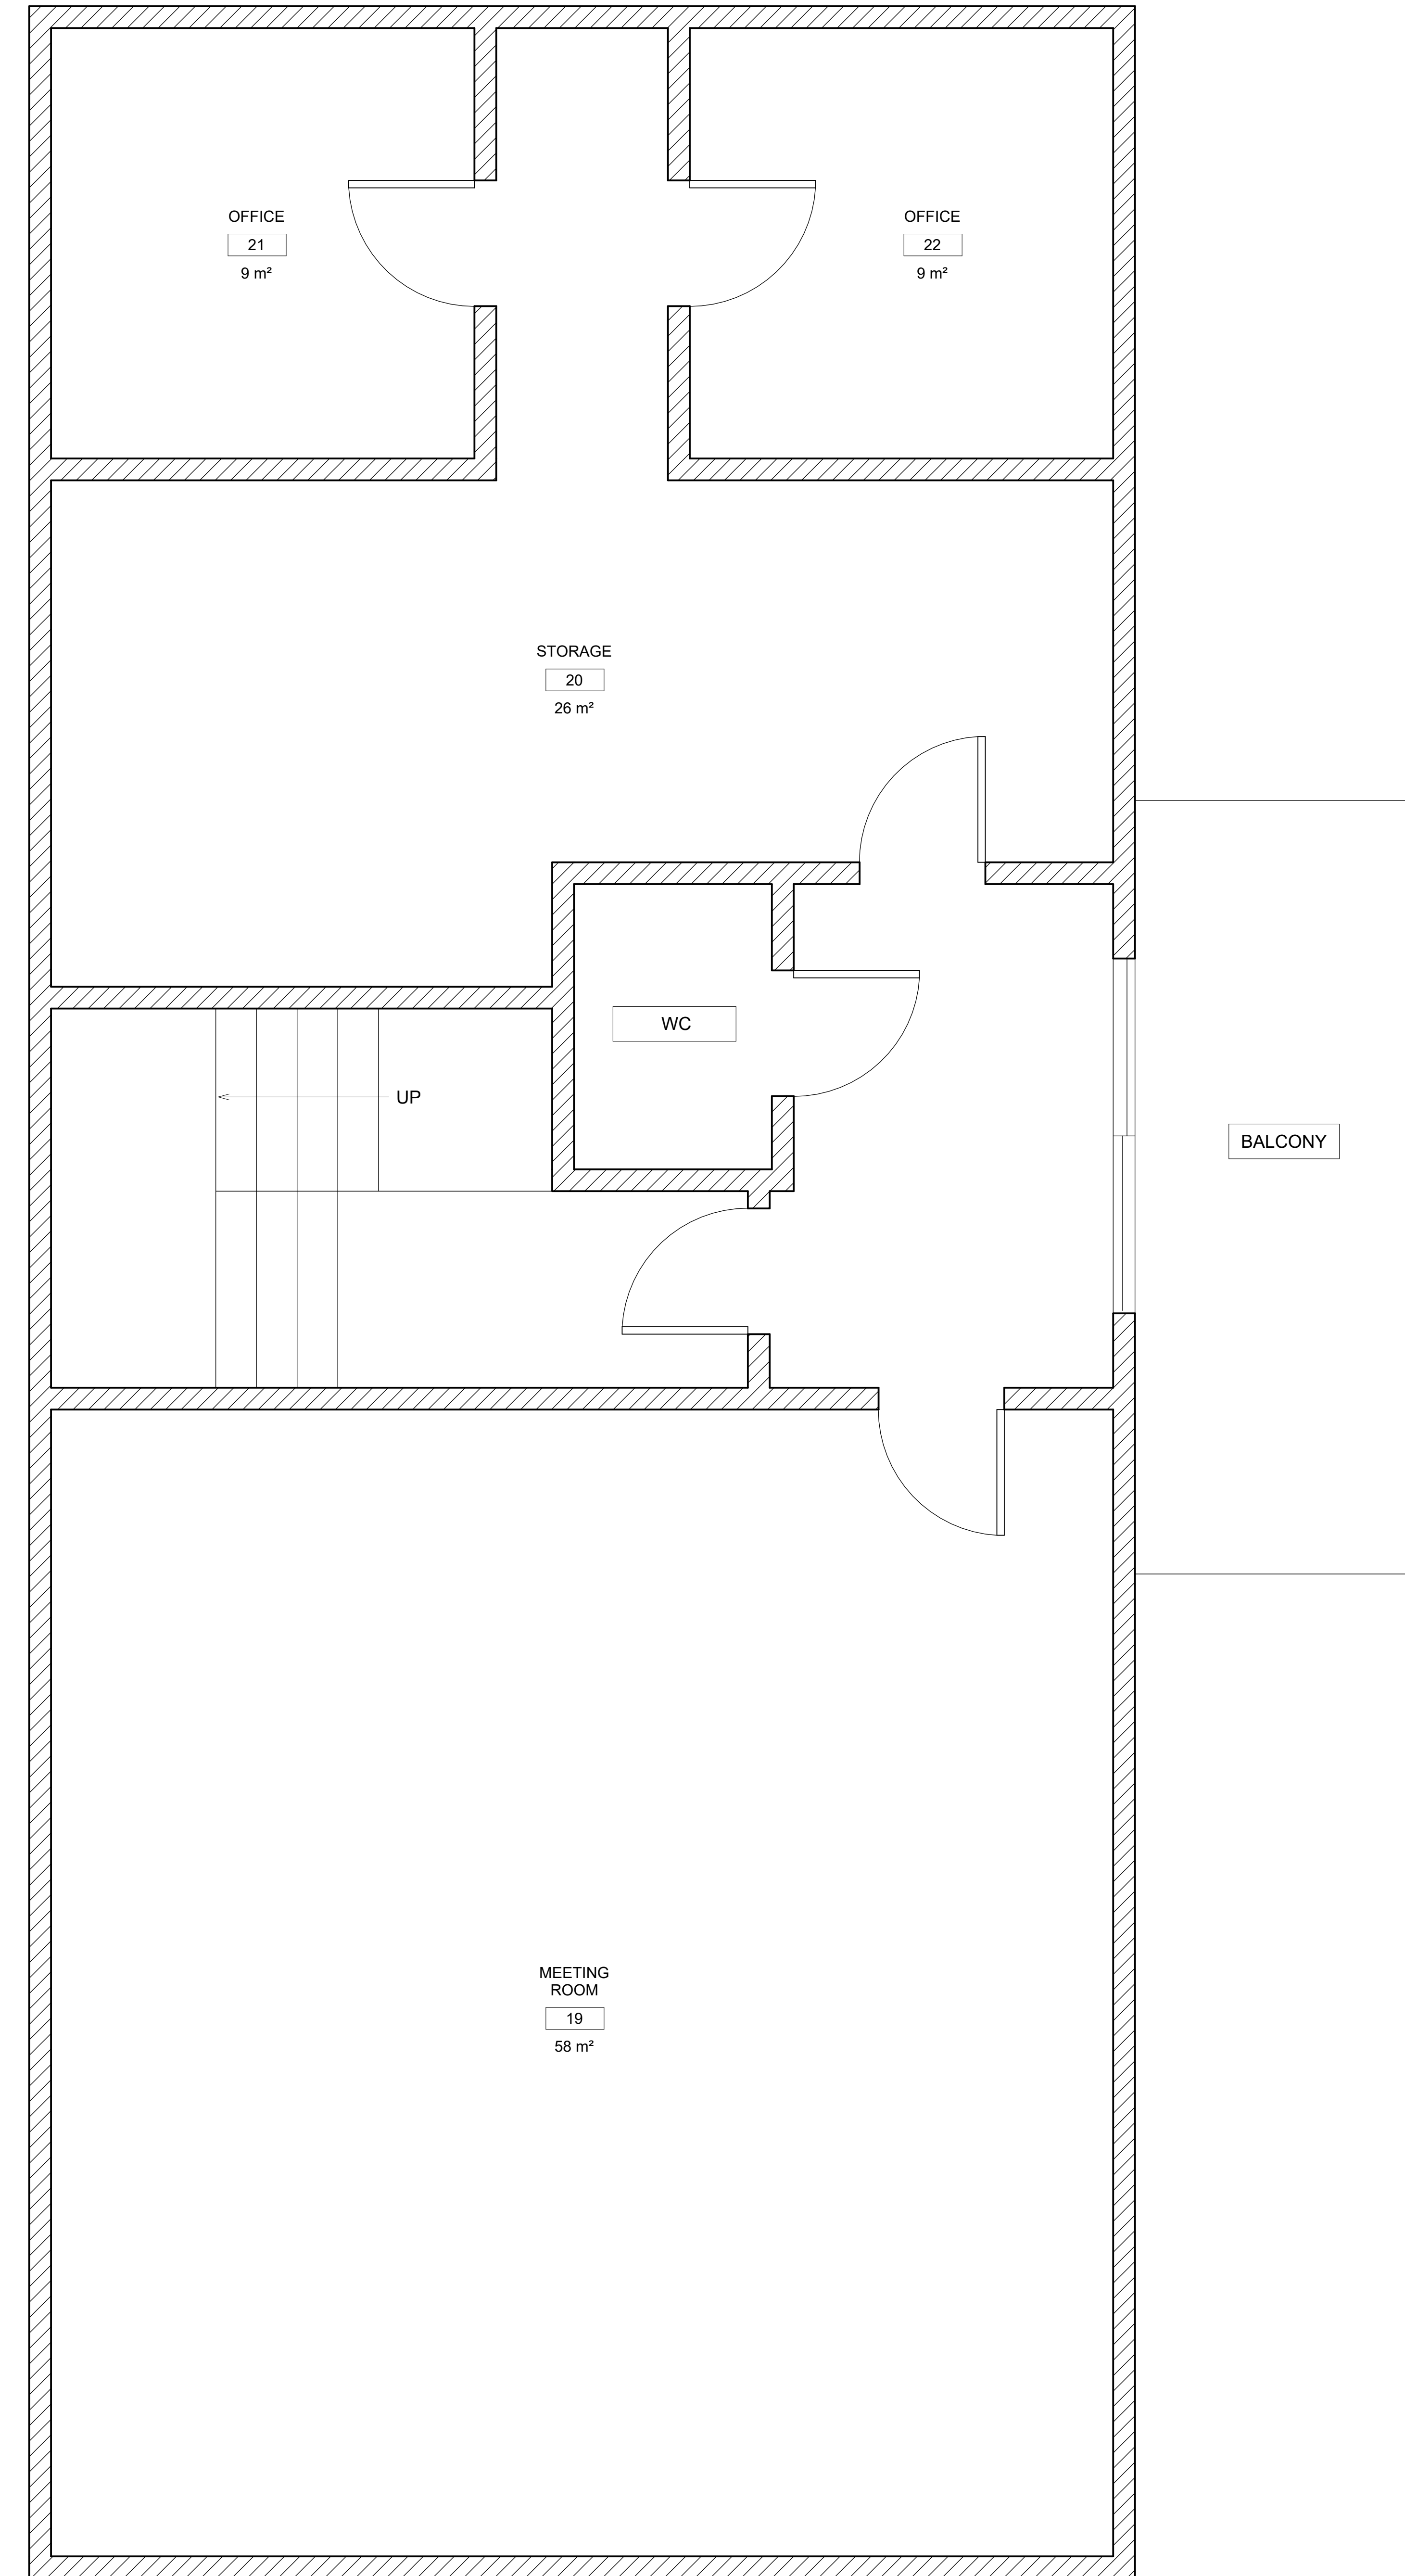 OFFICE
21
9 m²
OFFICE
22
9 m²
STORAGE
20
26 m²
WC
UP
BALCONY
MEETING
ROOM
19
58 m²